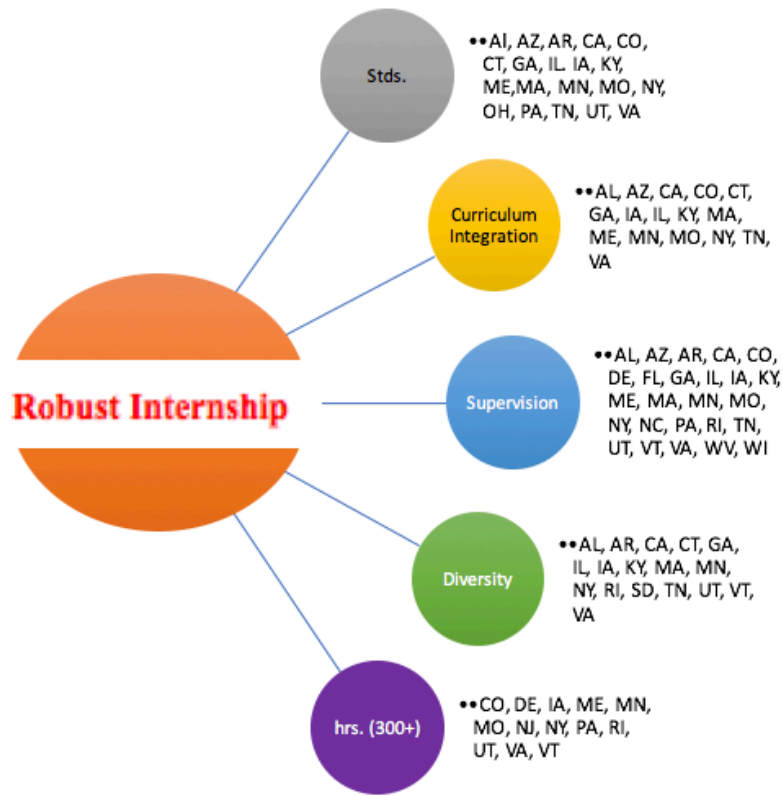 Stds.
••Al, AZ, AR, CA, CO,
CT, GA, IL. IA, KY,
ME,MA, MN, MO, NY,
OH, PA, TN, UT, VA
Curriculum
Integration
••AL, AZ, CA, CO, CT,
GA, IA, IL, KY, MA,
ME, MN, MO, NY, TN,
VA
Robust Internship
Supervision
••AL, AZ, AR, CA, CO,
DE, FL, GA, IL, IA, KY,
ME, MA, MN, MO,
NY, NC, PA, RI, TN,
UT, VT, VA, WV, WI
Diversity
••AL, AR, CA, CT, GA,
IL, IA, KY, MA, MN,
NY, RI, SD, TN, UT, VT,
VA
hrs. (300+)
••CO, DE, IA, ME, MN,
MO, NJ, NY, PA, RI,
UT, VA, VT